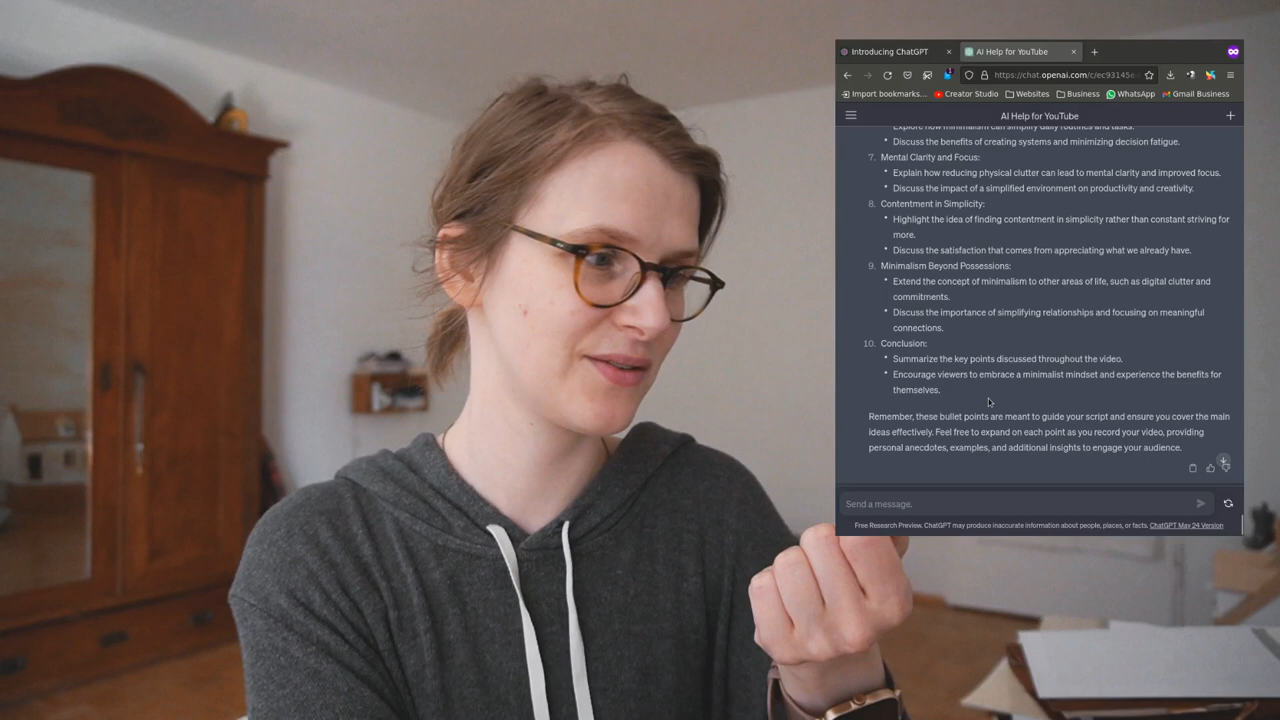 Introducing ChatGPT
AI Help for YouTube
https://chat.openai.com/c/ec93145e
Import bookmarks... Creator Studio Websites Business WhatsApp Gmail Business
AI Help for YouTube
Explore how minimalism can simplify daily routines and tasks.
Discuss the benefits of creating systems and minimizing decision fatigue.
7. Mental Clarity and Focus:
Explain how reducing physical clutter can lead to mental clarity and improved focus.
Discuss the impact of a simplified environment on productivity and creativity.
8. Contentment in Simplicity:
Highlight the idea of finding contentment in simplicity rather than constant striving for
more.
Discuss the satisfaction that comes from appreciating what we already have.
9. Minimalism Beyond Possessions:
Extend the concept of minimalism to other areas of life, such as digital clutter and
commitments.
Discuss the importance of simplifying relationships and focusing on meaningful
connections.
10. Conclusion:
Summarize the key points discussed throughout the video.
Encourage viewers to embrace a minimalist mindset and experience the benefits for
themselves.
Remember, these bullet points are meant to guide your script and ensure you cover the main
ideas effectively. Feel free to expand on each point as you record your video, providing
personal anecdotes, examples, and additional insights to engage your audience.
Send a message.
Free Research Preview. ChatGPT may produce inaccurate information about people, places, or facts. ChatGPT May 24 Version